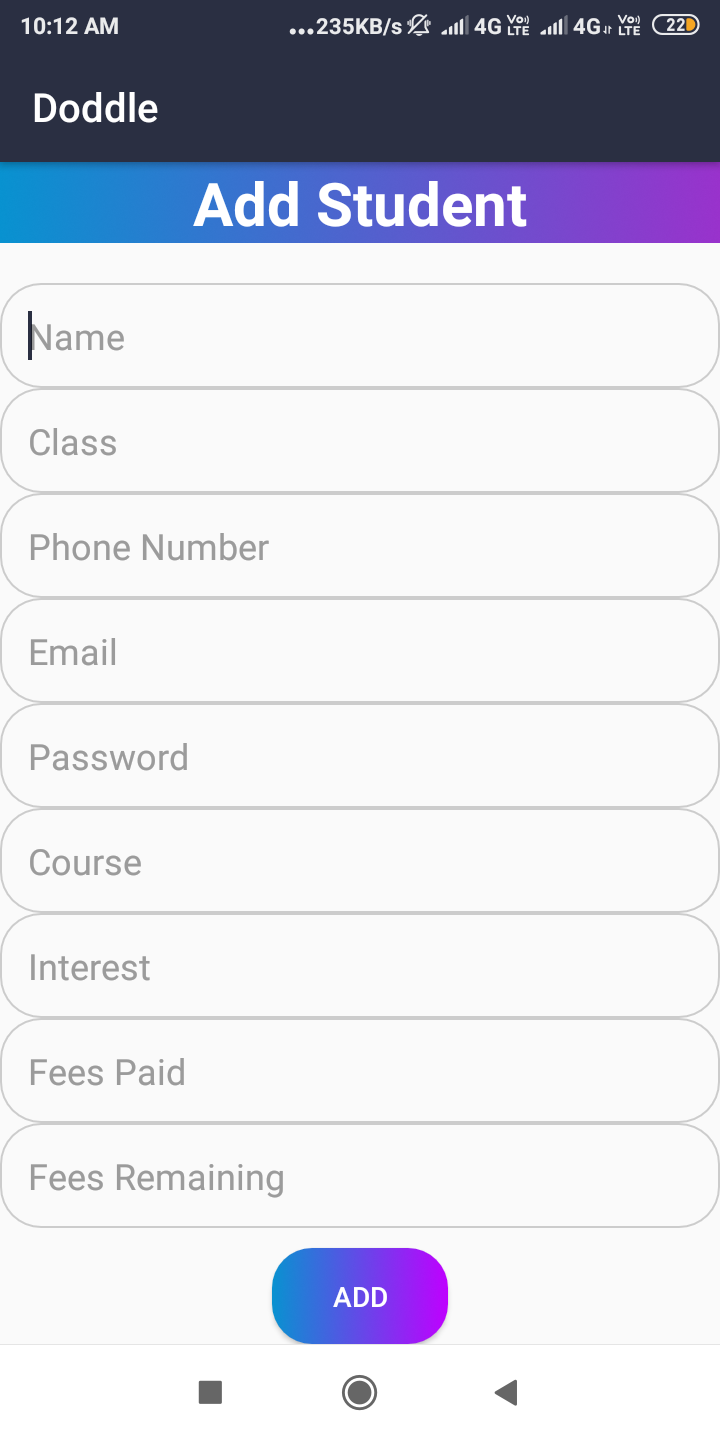 10:12 AM ...235KB/s 4G Vo) LTE 4G Vo) LTE 22
Doddle
Add Student
Name
Class
Phone Number
Email
Password
Course
Interest
Fees Paid
Fees Remaining
ADD